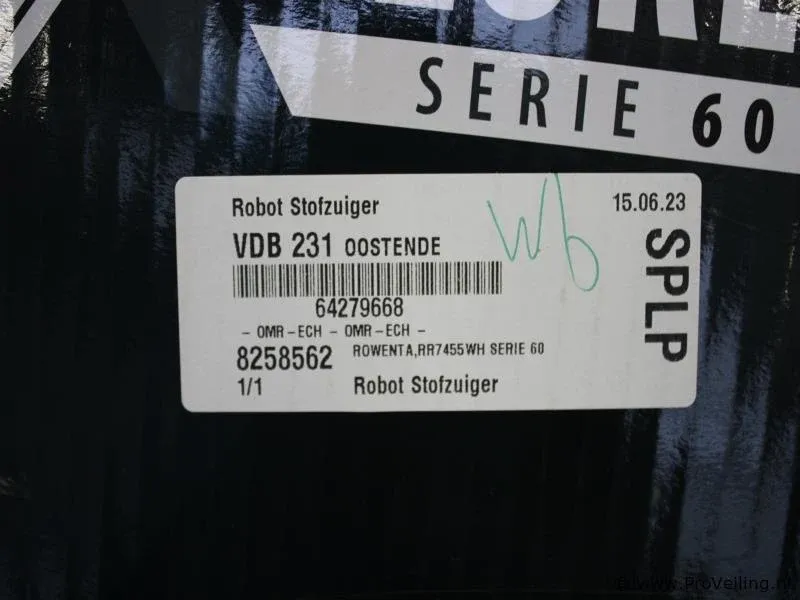 SERIE 60
Robot Stofzuiger
15.06.23
VDB 231 OOSTENDE
Wb
64279668
- OMR-ECH - OMR-ECH -
8258562 ROWENTA,RR7455WH SERIE 60
1/1 Robot Stofzuiger
SPLP
www.ProVeiling.nl